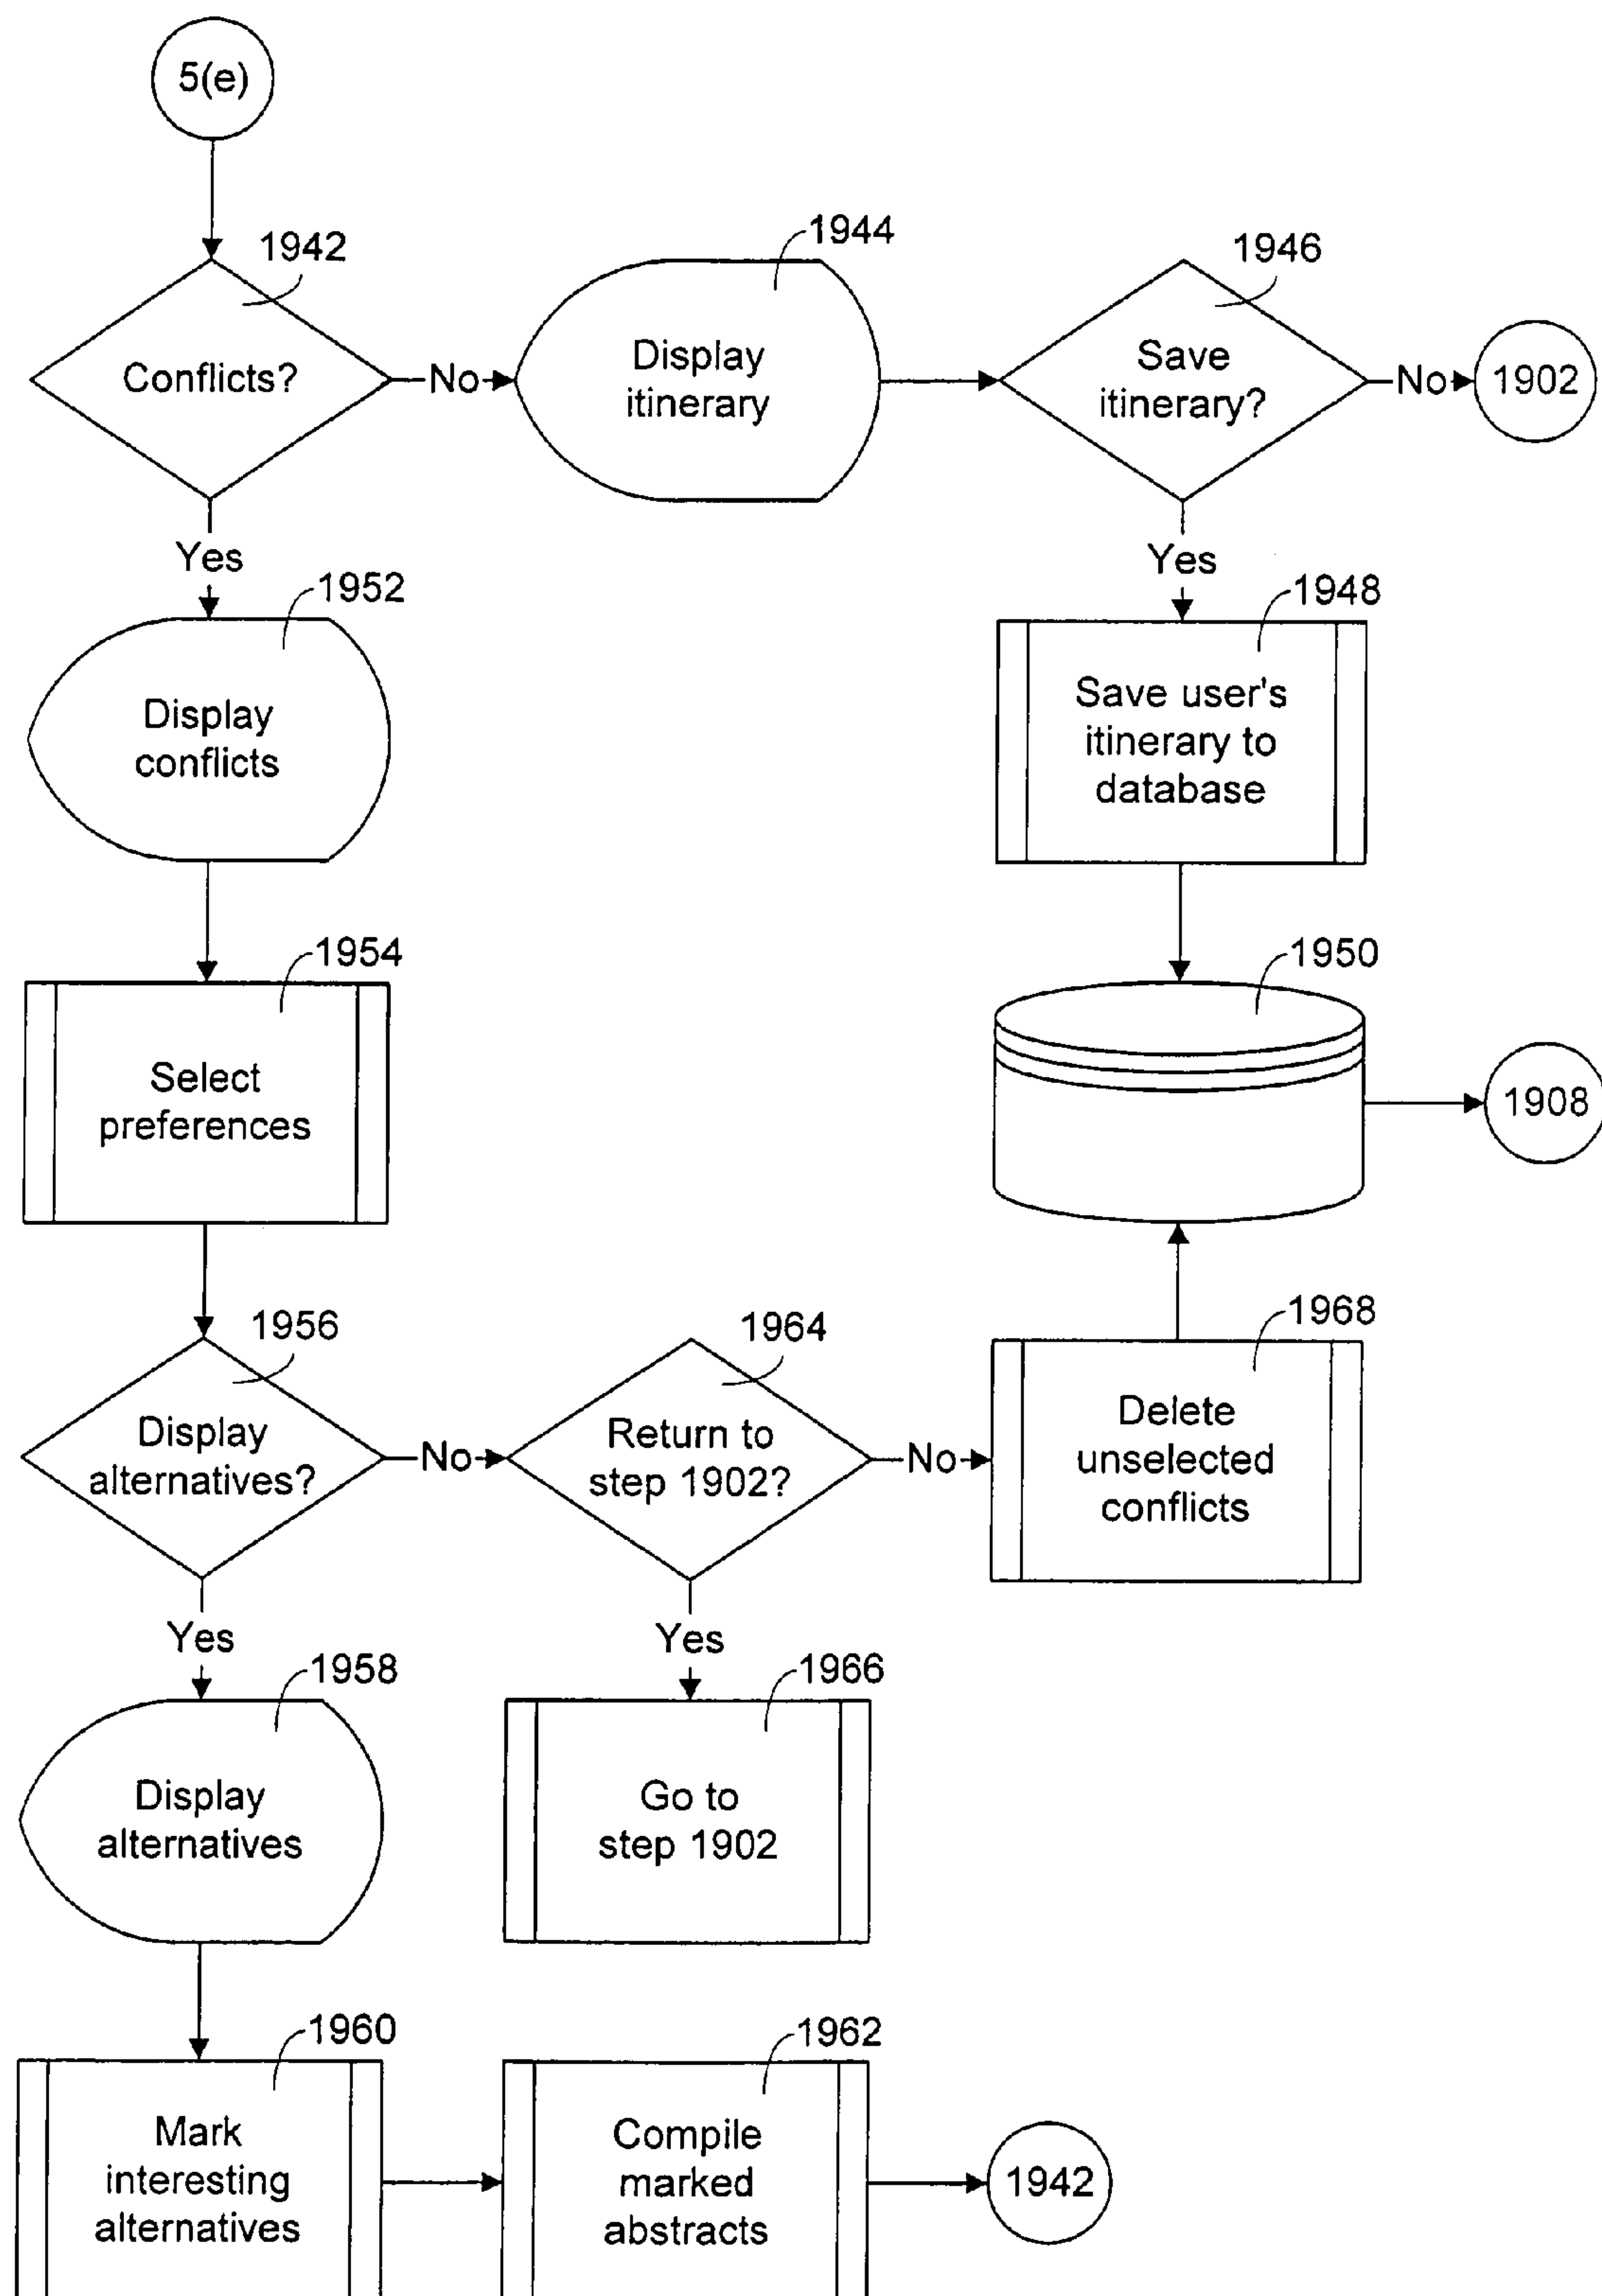 5(e)
1942
Conflicts?
No
1944
Display
itinerary
1946
Save
itinerary?
No
1902
Yes
1952
Display
conflicts
Yes
1948
Save user's
itinerary to
database
1954
Select
preferences
1950
1908
1956
Display
alternatives?
No
1964
Return to
step 1902?
No
1968
Delete
unselected
conflicts
Yes
1958
Display
alternatives
Yes
1966
Go to
step 1902
1960
Mark
interesting
alternatives
1962
Compile
marked
abstracts
1942